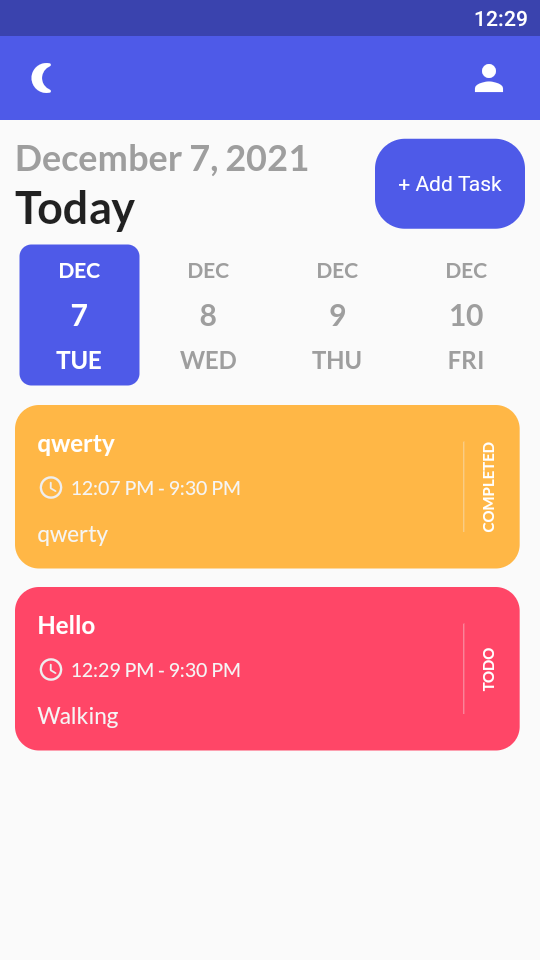 12:29
December 7, 2021
Today
+ Add Task
DEC
7
TUE
DEC
8
WED
DEC
9
THU
DEC
10
FRI
qwerty
12:07 PM - 9:30 PM
qwerty
COMPLETED
Hello
12:29 PM - 9:30 PM
Walking
TODO